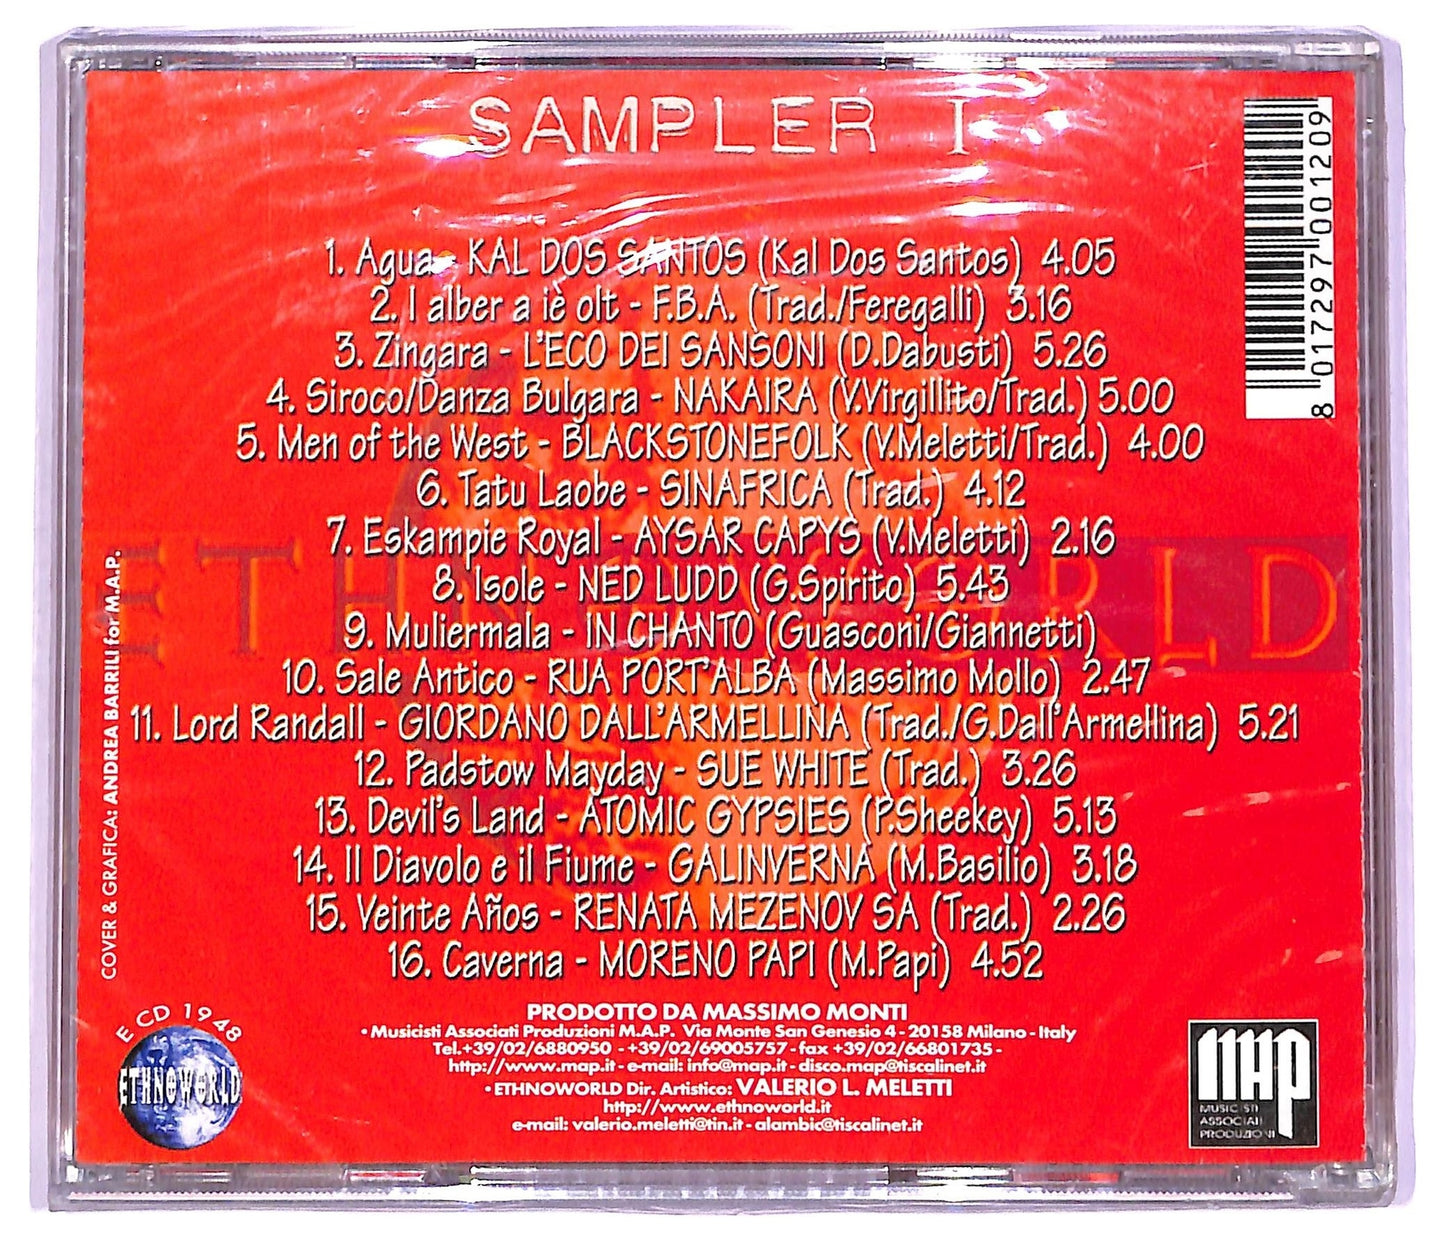 SAMPLER I
1. Agua - KAL DOS SANTOS (Kal Dos Santos) 4.05
2. I alber a iè olt - F.B.A. (Trad./Feregalli) 3.16
3. Zingara - L'ECO DEI SANSONI (D.Dabusti) 5.26
4. Siroco/Danza Bulgara - NAKAIRA (V.Virgillito/Trad.) 5.00
5. Men of the West - BLACKSTONEFOLK (V.Meletti/Trad.) 4.00
6. Tatu Laobe - SINAFRICA (Trad.) 4.12
7. Eskampie Royal - AYSAR CAPYS (V.Meletti) 2.16
8. Isole - NED LUDD (G.Spirito) 5.43
9. Muliermala - IN CHANTO (Guasconi/Giannetti)
10. Sale Antico - RUA PORT'ALBA (Massimo Mollo) 2.47
11. Lord Randall - GIORDANO DALL'ARMELLINA (Trad./G.Dall'Armellina) 5.21
12. Padstow Mayday - SUE WHITE (Trad.) 3.26
13. Devil's Land - ATOMIC GYPSIES (P.Sheekey) 5.13
14. Il Diavolo e il Fiume - GALINVERNA (M.Basilio) 3.18
15. Veinte Años - RENATA MEZENOV SA (Trad.) 2.26
16. Caverna - MORENO PAPI (M.Papi) 4.52
ETHNOWORLD
PRODOTTO DA MASSIMO MONTI
• Musicisti Associati Produzioni M.A.P. Via Monte San Genesio 4 - 20158 Milano - Italy
Tel.+39/02/6880950 - +39/02/69005757 - fax +39/02/66801735 -
http://www.map.it - e-mail: info@map.it - disco.map@tiscalinet.it
• ETHNOWORLD Dir. Artistico: VALERIO L. MELETTI
http://www.ethnoworld.it
e-mail: valerio.meletti@tin.it - alambic@tiscalinet.it
COVER & GRAFICA: ANDREA BARRILI for M.A.P.
E CD 1948
ETHNOWORLD
MAP
MUSICISTI
ASSOCIATI
PRODUZIONI
8 017297 001209